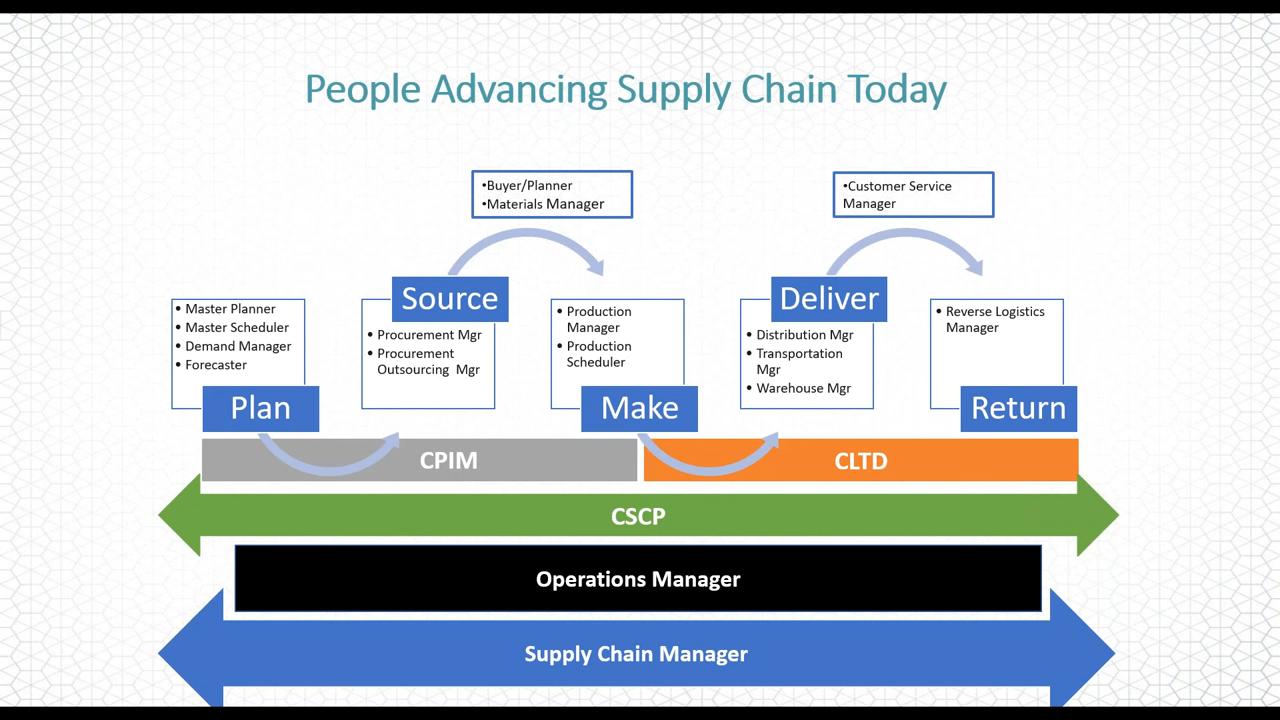 People Advancing Supply Chain Today
•Buyer/Planner
•Materials Manager
•Customer Service
Manager
Source
Deliver
• Master Planner
• Master Scheduler
• Demand Manager
• Forecaster
Plan
• Procurement Mgr
• Procurement
Outsourcing Mgr
• Production
Manager
• Production
Scheduler
Make
• Distribution Mgr
• Transportation
Mgr
• Warehouse Mgr
• Reverse Logistics
Manager
Return
CPIM
CLTD
CSCP
Operations Manager
Supply Chain Manager